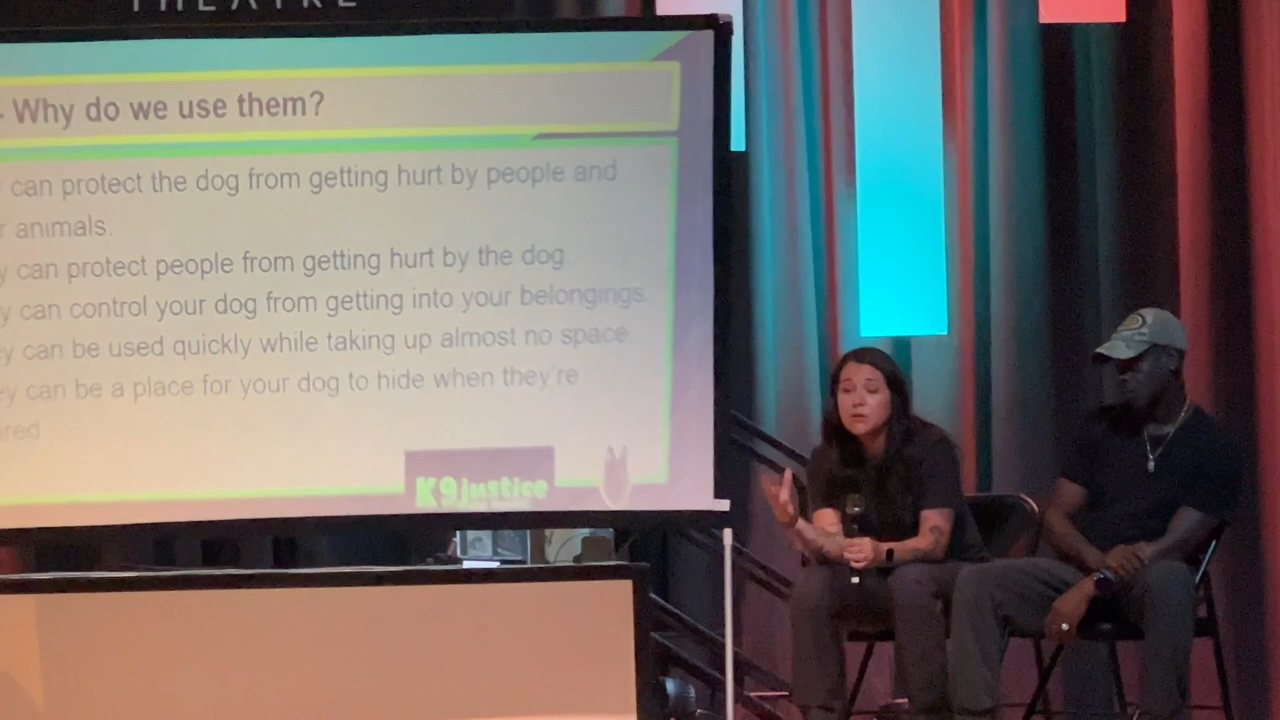 THEATRE
- Why do we use them?
can protect the dog from getting hurt by people and
r animals.
y can protect people from getting hurt by the dog.
y can control your dog from getting into your belongings
ey can be used quickly while taking up almost no space
ey can be a place for your dog to hide when they're
ared
K9justice